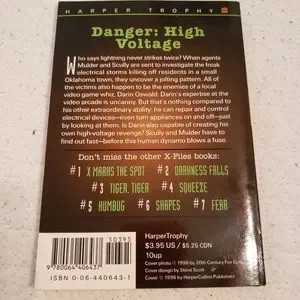 HARPER TROPHY
Danger: High
Voltage
Who says lightning never strikes twice? When agents
Mulder and Scully are sent to investigate the freak
electrical storms killing off residents in a small
Oklahoma town, they uncover a jolting pattern. All
of the victims also happen to be the enemies of a local
video game whiz, Darin Oswald. Darin's expertise at the
video arcade is uncanny. But that's nothing compared to
his other extraordinary ability: he can repair and control
electrical devices—even turn appliances on and off—just
by looking at them. Is Darin also capable of creating his
own high-voltage revenge? Scully and Mulder have to
find out fast—before this human dynamo blows a fuse.
Don't miss the other X-Files books:
#1 X MARKS THE SPOT #2 DARKNESS FALLS
#3 TIGER, TIGER #4 SQUEEZE
#5 HUMBUG #6 SHAPES #7 FEAR
50395
9 780064 406437
ISBN 0-06-440643-1
HarperTrophy
$3.95 US / $5.25 CDN
10up
Cover photo © 1996 by 20th Century Fox
Cover design by Steve Scott
Cover © 1996 by HarperCollins Publishers